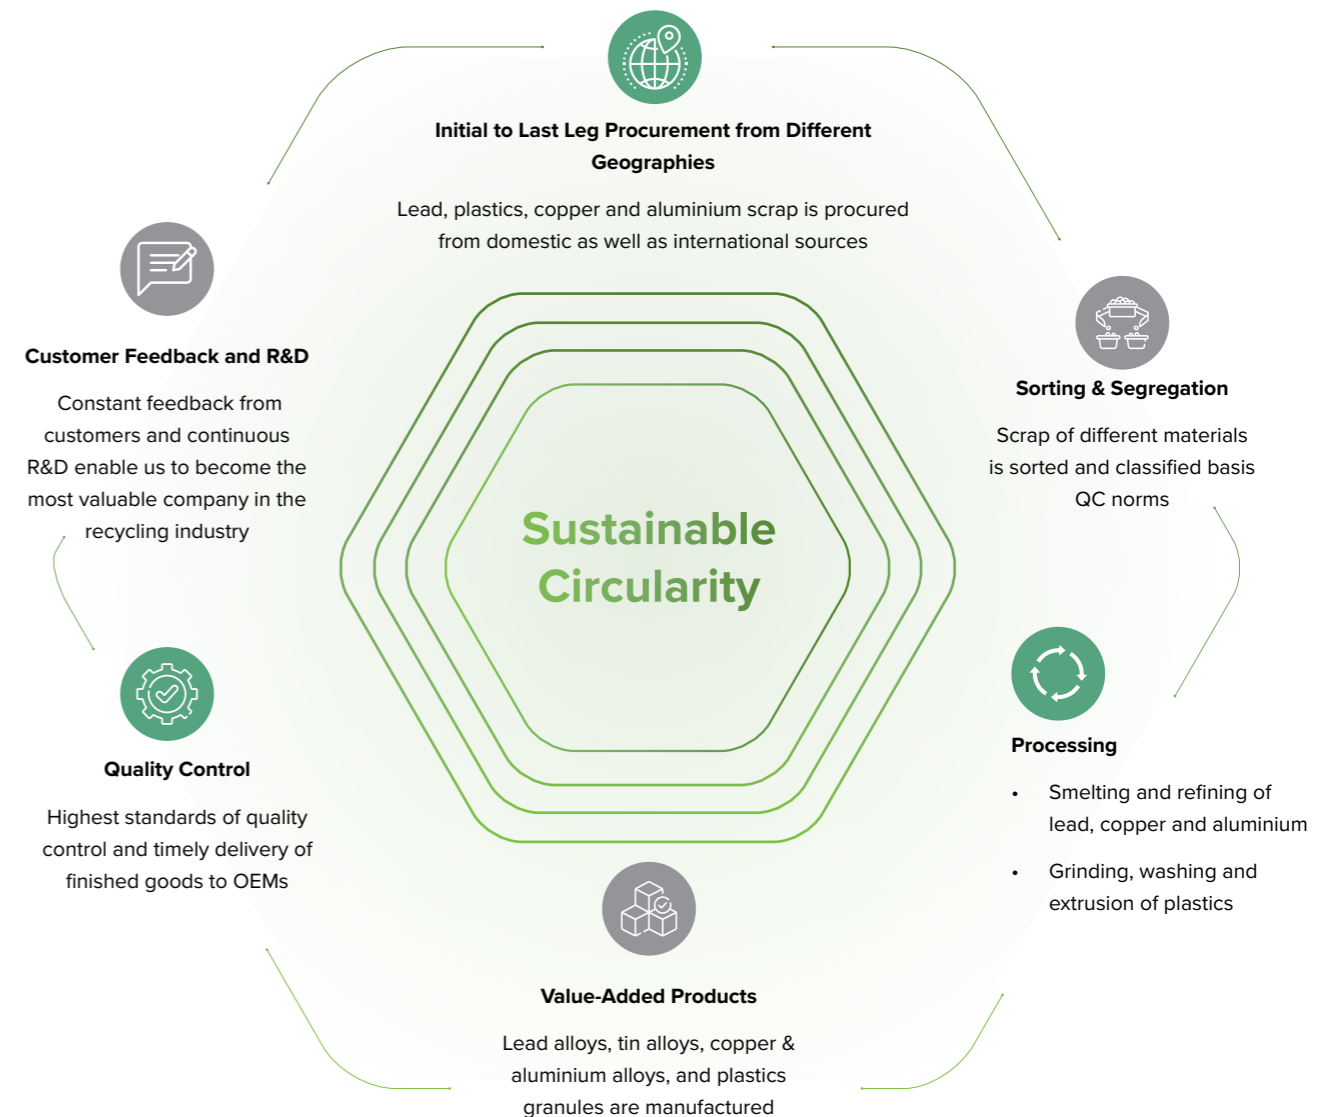 Initial to Last Leg Procurement from Different
Geographies
Lead, plastics, copper and aluminium scrap is procured
from domestic as well as international sources
Sorting & Segregation
Scrap of different materials
is sorted and classified basis
QC norms
Processing
• Smelting and refining of
lead, copper and aluminium
• Grinding, washing and
extrusion of plastics
Value-Added Products
Lead alloys, tin alloys, copper &
aluminium alloys, and plastics
granules are manufactured
Quality Control
Highest standards of quality
control and timely delivery of
finished goods to OEMs
Customer Feedback and R&D
Constant feedback from
customers and continuous
R&D enable us to become the
most valuable company in the
recycling industry
Sustainable
Circularity